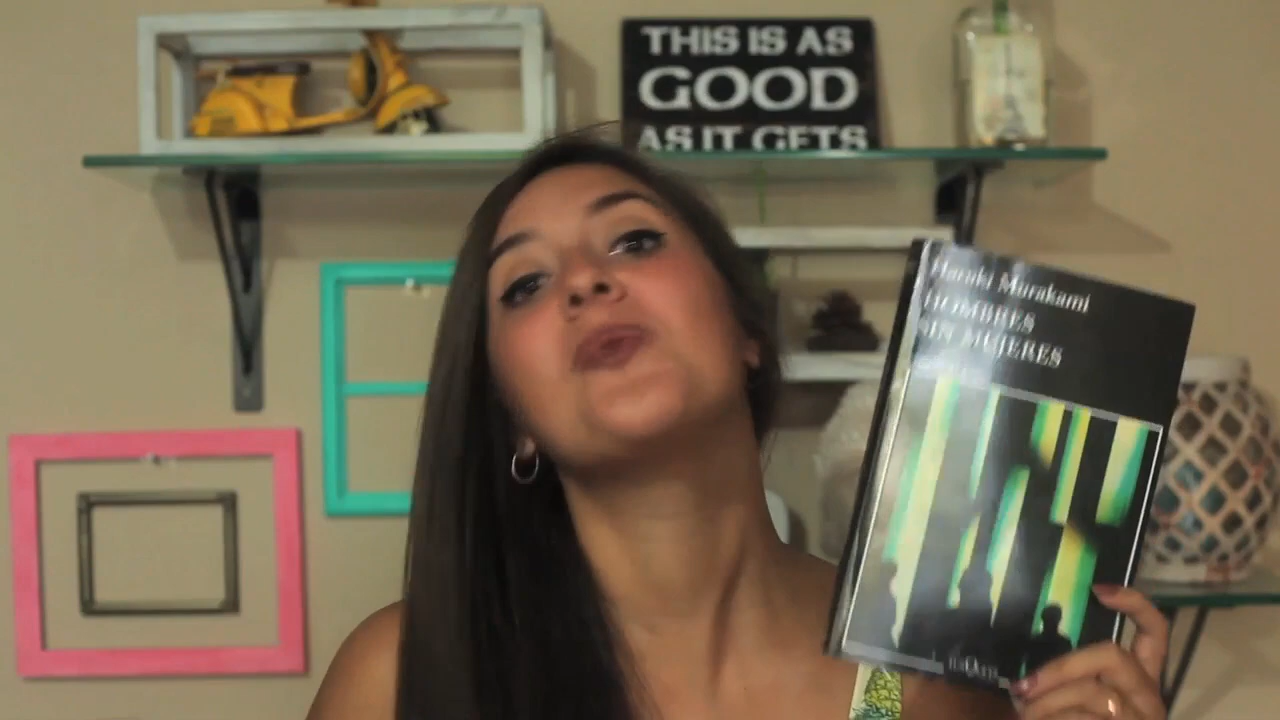 THIS IS AS
GOOD
AS IT GETS
Haruki Murakami
HOMBRES
SIN MUJERES